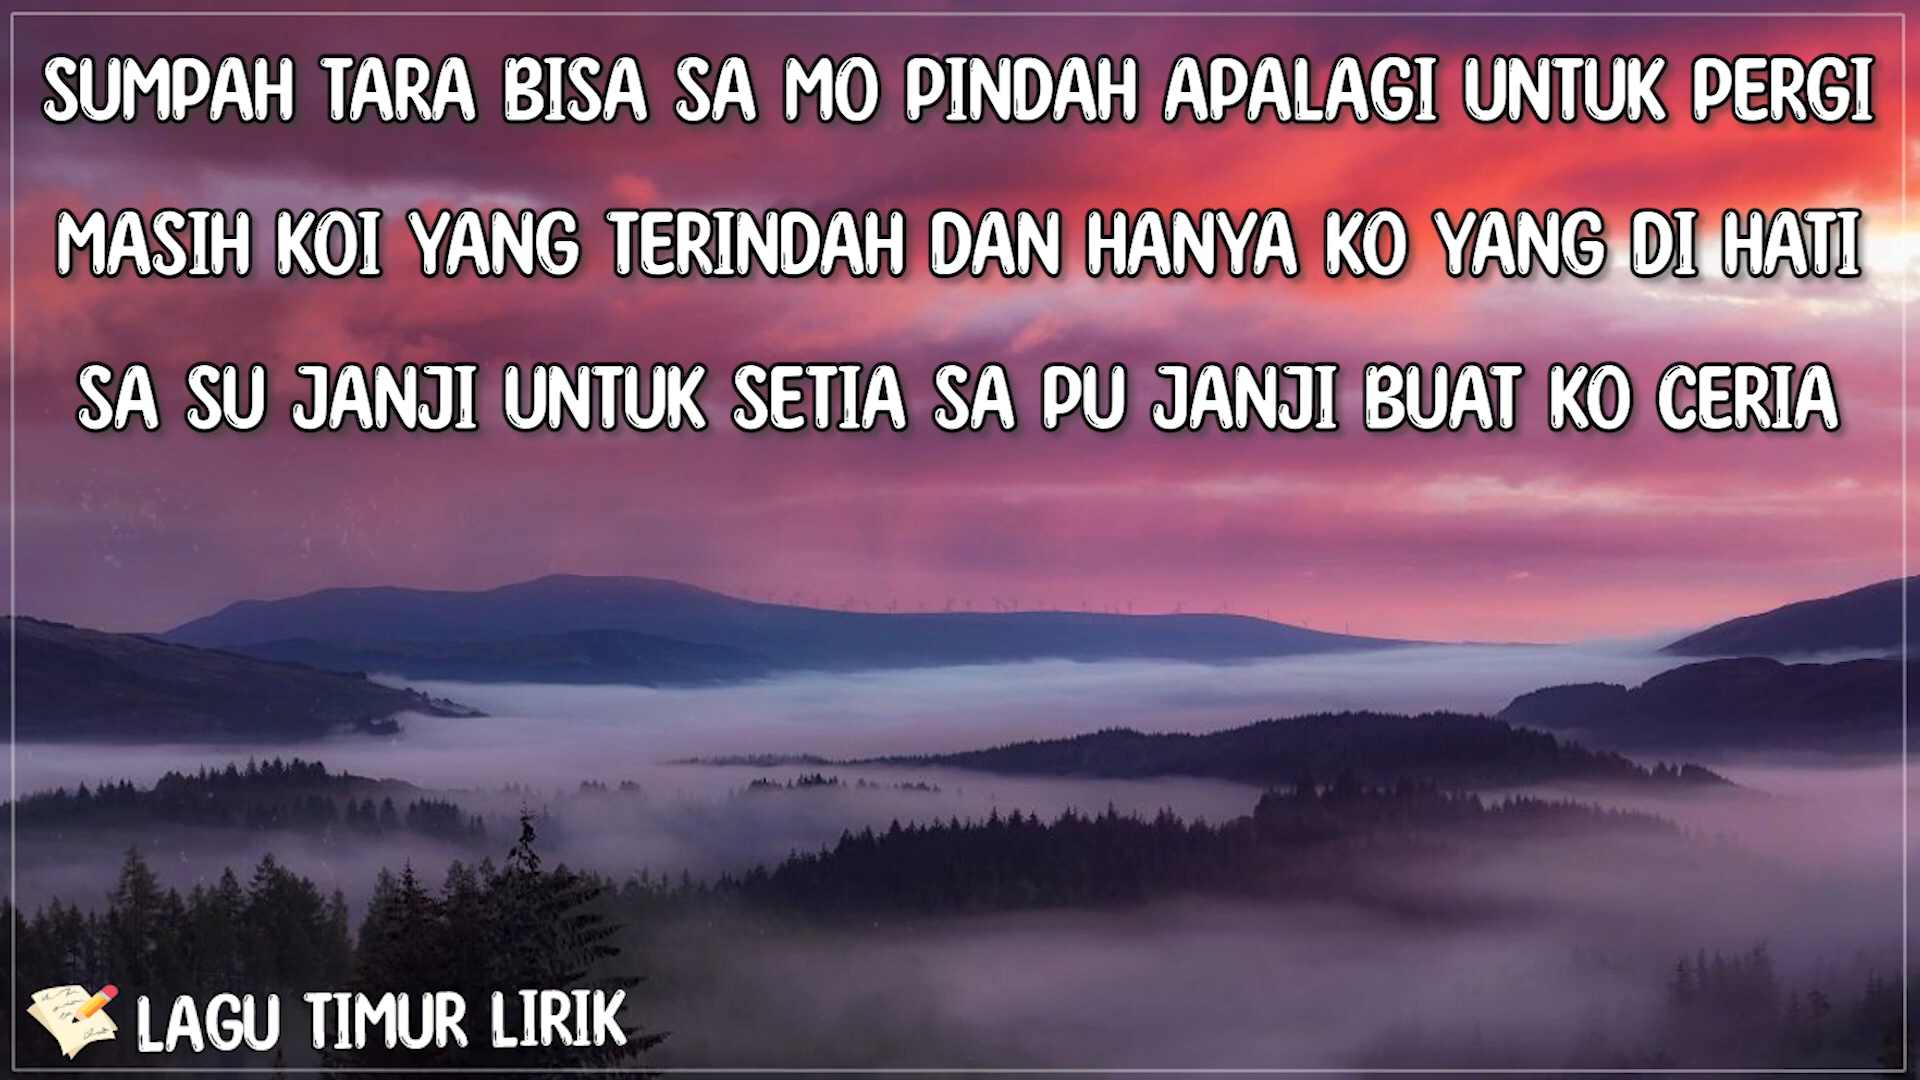 SUMPAH TARA BISA SA MO PINDAH APALAGI UNTUK PERGI
MASIH KOI YANG TERINDAH DAN HANYA KO YANG DI HATI
SA SU JANJI UNTUK SETIA SA PU JANJI BUAT KO CERIA
LAGU TIMUR LIRIK